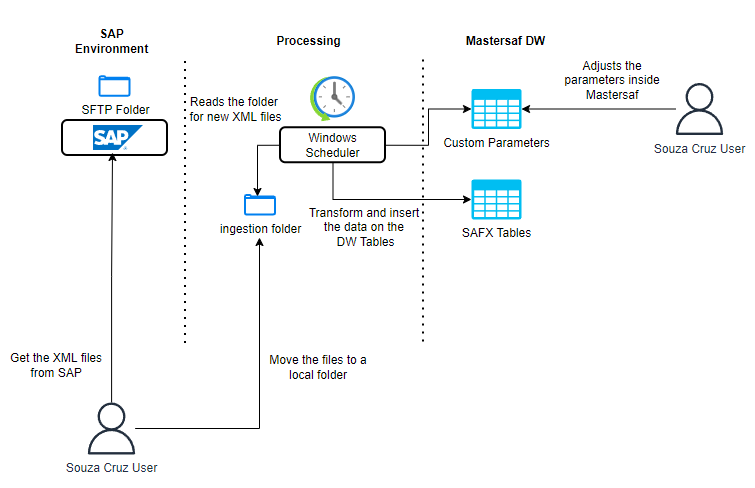 SAP
Environment
Processing
Mastersaf DW
SFTP Folder
SAP
Reads the folder
for new XML files
Windows
Scheduler
Adjusts the
parameters inside
Mastersaf
Custom Parameters
Souza Cruz User
ingestion folder
Transform and insert
the data on the
DW Tables
SAFX Tables
Get the XML files
from SAP
Move the files to a
local folder
Souza Cruz User